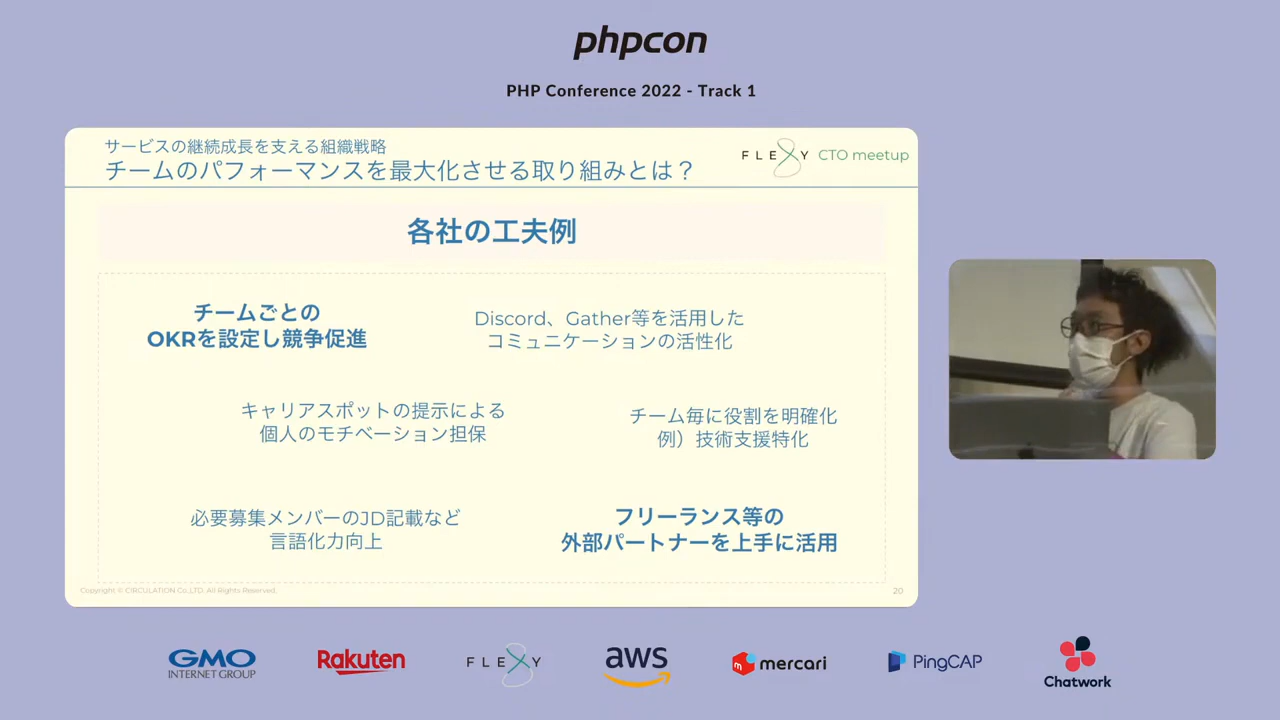 phpcon
PHP Conference 2022 - Track 1
サービスの継続成長を支える組織戦略
チームのパフォーマンスを最大化させる取り組みとは？
FLEXY CTO meetup
各社の工夫例
チームごとの
OKRを設定し競争促進
Discord、Gather等を活用した
コミュニケーションの活性化
キャリアスポットの提示による
個人のモチベーション担保
チーム毎に役割を明確化
例）技術支援特化
必要募集メンバーのJD記載など
言語化力向上
フリーランス等の
外部パートナーを上手に活用
Copyright © CIRCULATION Co.,LTD. All Rights Reserved.
20
GMO
INTERNET GROUP
Rakuten
FLEXY
aws
mercari
PingCAP
Chatwork